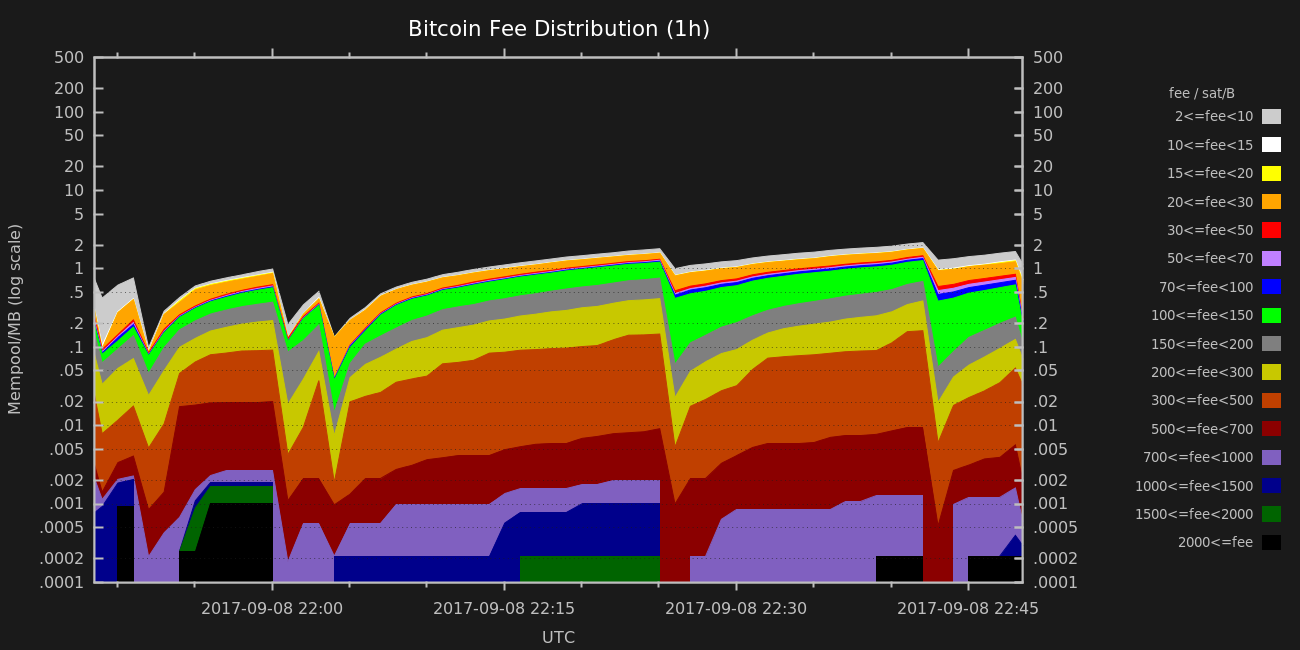 Bitcoin Fee Distribution (1h)
500
200
100
50
20
10
5
2
1
.5
.2
.1
.05
.02
.01
.005
.002
.001
.0005
.0002
.0001
Mempool/MB (log scale)
500
200
100
50
20
10
5
2
1
.5
.2
.1
.05
.02
.01
.005
.002
.001
.0005
.0002
.0001
2017-09-08 22:00
2017-09-08 22:15
2017-09-08 22:30
2017-09-08 22:45
UTC
fee / sat/B
2<=fee<10
10<=fee<15
15<=fee<20
20<=fee<30
30<=fee<50
50<=fee<70
70<=fee<100
100<=fee<150
150<=fee<200
200<=fee<300
300<=fee<500
500<=fee<700
700<=fee<1000
1000<=fee<1500
1500<=fee<2000
2000<=fee